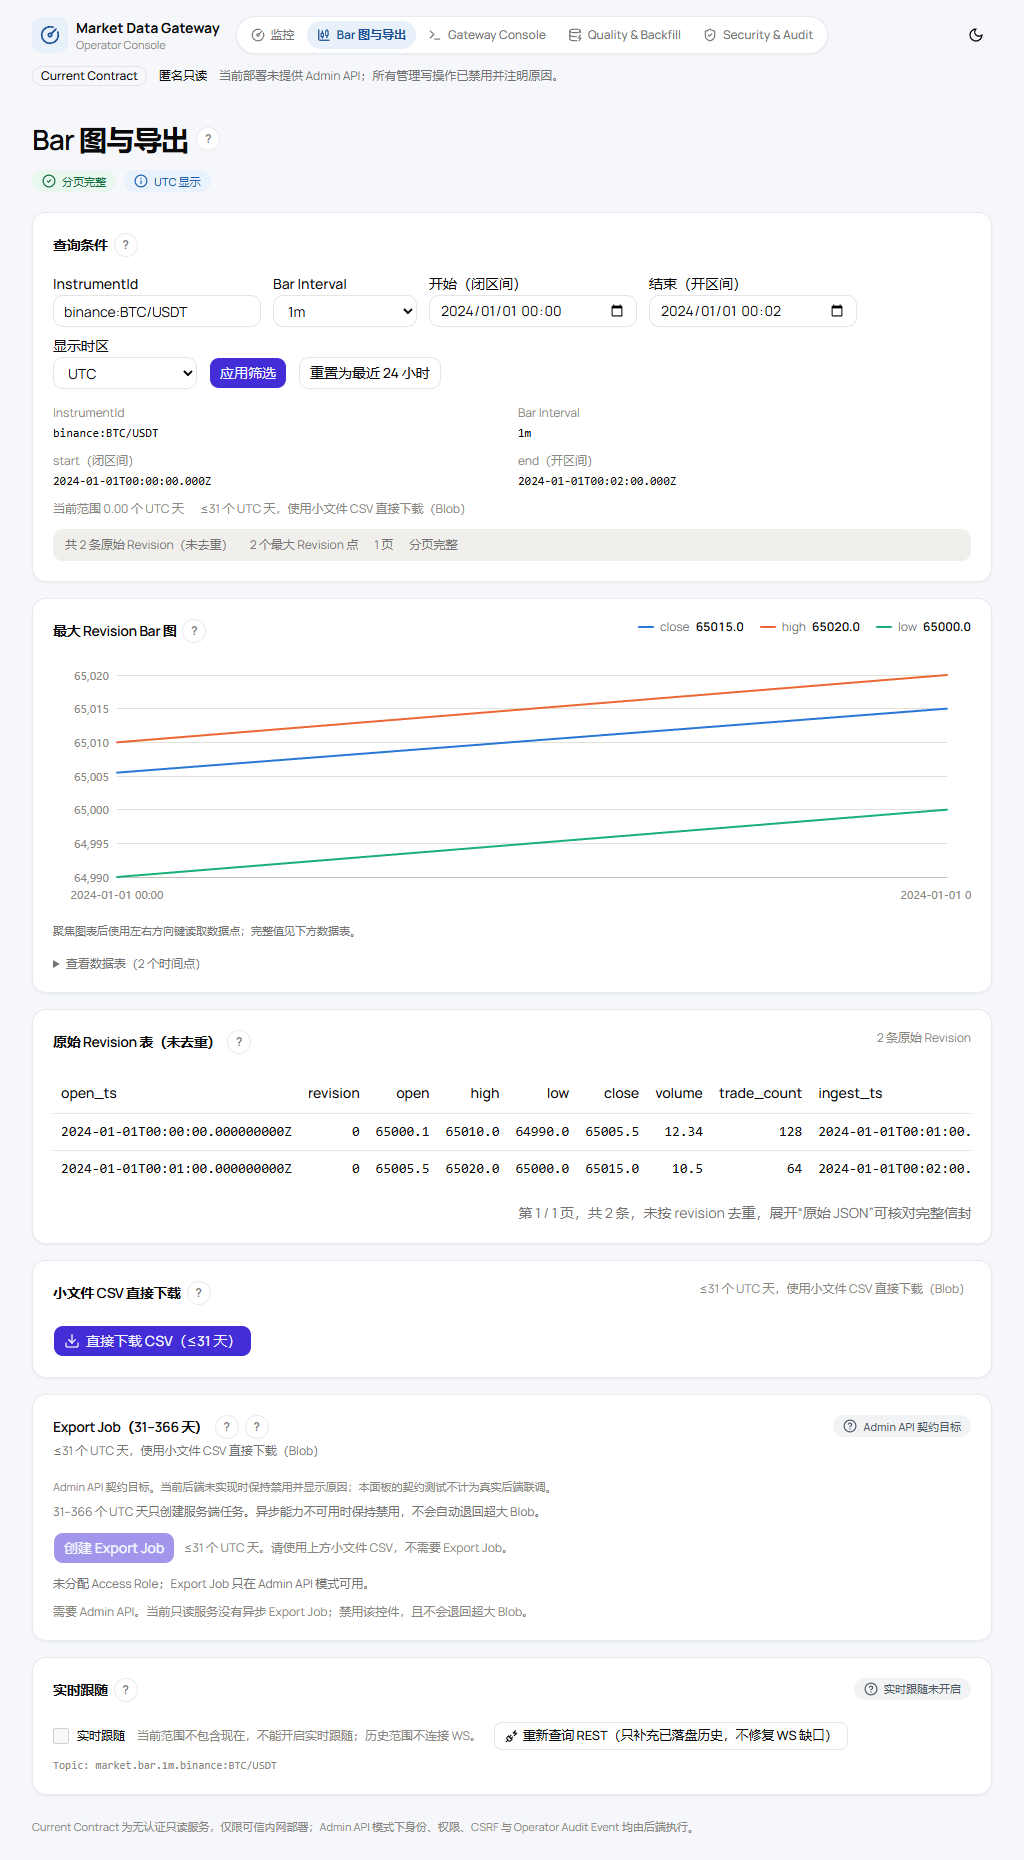 Market Data Gateway
Operator Console
监控
Bar 图与导出
Gateway Console
Quality & Backfill
Security & Audit
Current Contract
匿名只读
当前部署未提供 Admin API；所有管理写操作已禁用并注明原因。
Bar 图与导出
?
分页完整
UTC 显示
查询条件
?
InstrumentId
Bar Interval
开始（闭区间）
结束（开区间）
binance:BTC/USDT
1m
2024/01/01 00:00
2024/01/01 00:02
显示时区
UTC
应用筛选
重置为最近 24 小时
InstrumentId
Bar Interval
binance:BTC/USDT
1m
start（闭区间）
end（开区间）
2024-01-01T00:00:00.000Z
2024-01-01T00:02:00.000Z
当前范围 0.00 个 UTC 天 ≤31 个 UTC 天，使用小文件 CSV 直接下载（Blob）
共 2 条原始 Revision（未去重） 2 个最大 Revision 点 1 页 分页完整
最大 Revision Bar 图
?
close 65015.0
high 65020.0
low 65000.0
65,020
65,015
65,010
65,005
65,000
64,995
64,990
2024-01-01 00:00
2024-01-01 0
聚焦图表后使用左右方向键读取数据点；完整值见下方数据表。
查看数据表（2 个时间点）
原始 Revision 表（未去重）
?
2 条原始 Revision
open_ts revision open high low close volume trade_count ingest_ts
2024-01-01T00:00:00.000000000Z 0 65000.1 65010.0 64990.0 65005.5 12.34 128 2024-01-01T00:01:00.
2024-01-01T00:01:00.000000000Z 0 65005.5 65020.0 65000.0 65015.0 10.5 64 2024-01-01T00:02:00.
第 1 / 1 页，共 2 条，未按 revision 去重，展开“原始 JSON”可核对完整信封
小文件 CSV 直接下载
?
≤31 个 UTC 天，使用小文件 CSV 直接下载（Blob）
直接下载 CSV（≤31 天）
Export Job（31–366 天）
?
?
Admin API 契约目标
≤31 个 UTC 天，使用小文件 CSV 直接下载（Blob）
Admin API 契约目标。当前后端未实现时保持禁用并显示原因；本面板的契约测试不计为真实后端联调。
31–366 个 UTC 天只创建服务端任务。异步能力不可用时保持禁用，不会自动退回超大 Blob。
创建 Export Job
≤31 个 UTC 天。请使用上方小文件 CSV，不需要 Export Job。
未分配 Access Role；Export Job 只在 Admin API 模式可用。
需要 Admin API。当前只读服务没有异步 Export Job；禁用该控件，且不会退回超大 Blob。
实时跟随
?
实时跟随未开启
实时跟随
当前范围不包含现在，不能开启实时跟随；历史范围不连接 WS。
重新查询 REST（只补充已落盘历史，不修复 WS 缺口）
Topic: market.bar.1m.binance:BTC/USDT
Current Contract 为无认证只读服务，仅限可信内网部署；Admin API 模式下身份、权限、CSRF 与 Operator Audit Event 均由后端执行。